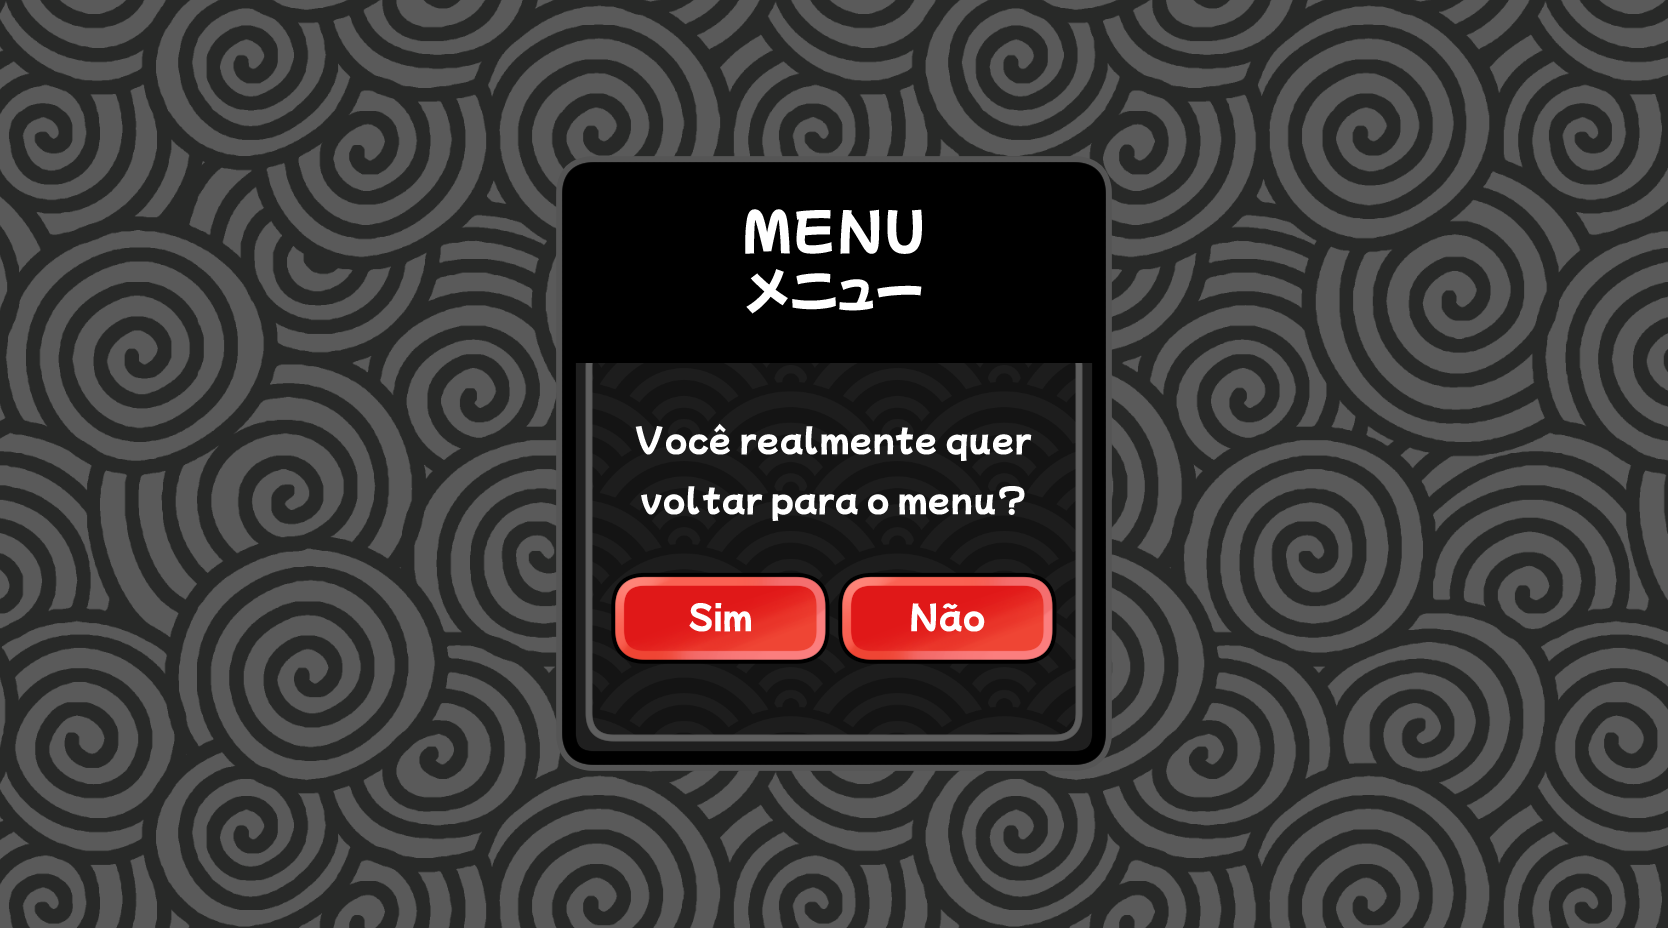 MENU
メニュー
Você realmente quer
voltar para o menu?
Sim
Não